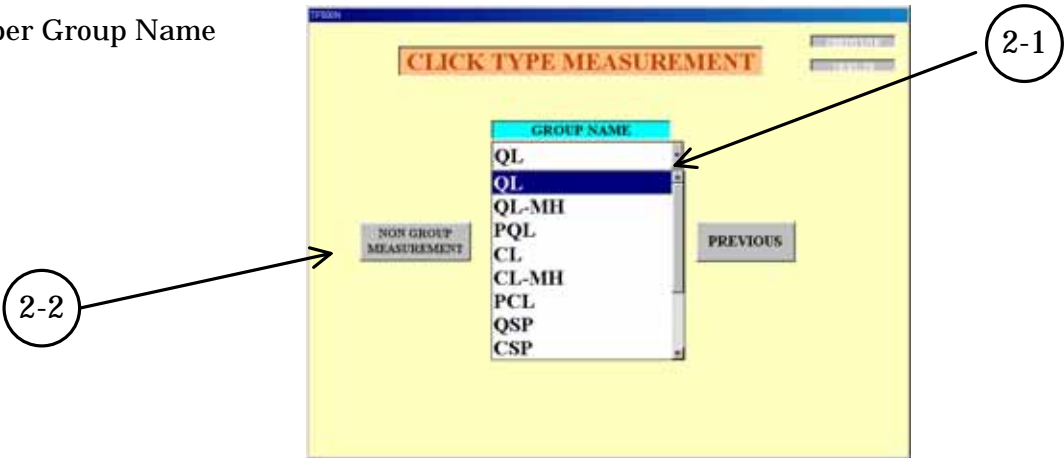 per Group Name
TF500N
2-1
CLICK TYPE MEASUREMENT
GROUP NAME
QL
QL
QL-MH
NON GROUP
MEASUREMENT
PQL
PREVIOUS
CL
CL-MH
2-2
PCL
QSP
CSP